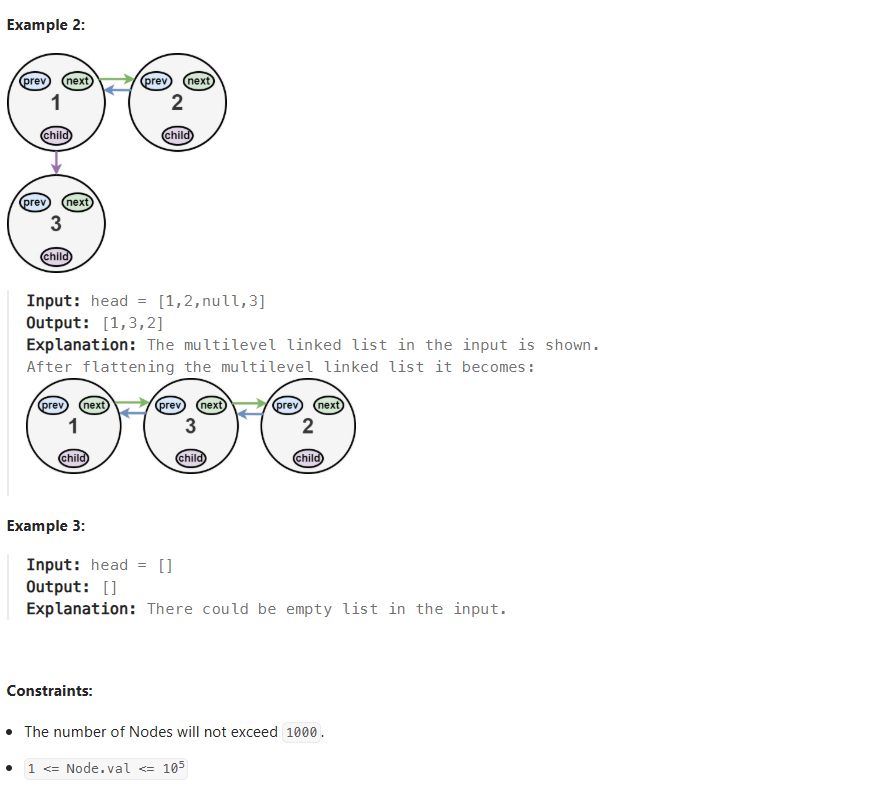 Example 2:
prev next prev next
1 2
child child
prev next
3
child
Input: head = [1,2,null,3]
Output: [1,3,2]
Explanation: The multilevel linked list in the input is shown.
After flattening the multilevel linked list it becomes:
prev next prev next prev next
1 3 2
child child child
Example 3:
Input: head = []
Output: []
Explanation: There could be empty list in the input.
Constraints:
• The number of Nodes will not exceed 1000.
• 1 <= Node.val <= 10⁵